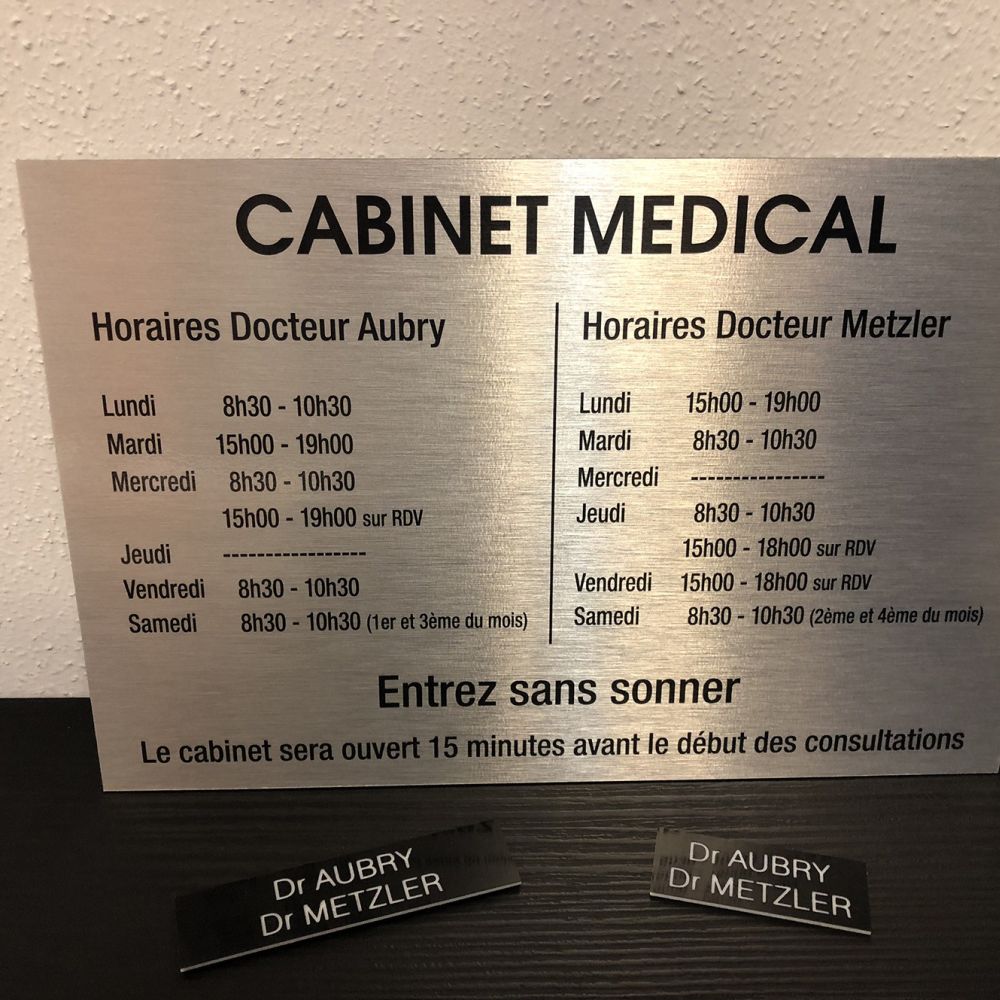 CABINET MEDICAL
Horaires Docteur Aubry
Lundi 8h30 - 10h30
Mardi 15h00 - 19h00
Mercredi 8h30 - 10h30
15h00 - 19h00 sur RDV
Jeudi -----------------
Vendredi 8h30 - 10h30
Samedi 8h30 - 10h30 (1er et 3ème du mois)
Horaires Docteur Metzler
Lundi 15h00 - 19h00
Mardi 8h30 - 10h30
Mercredi ----------------
Jeudi 8h30 - 10h30
15h00 - 18h00 sur RDV
Vendredi 15h00 - 18h00 sur RDV
Samedi 8h30 - 10h30 (2ème et 4ème du mois)
Entrez sans sonner
Le cabinet sera ouvert 15 minutes avant le début des consultations
Dr AUBRY
Dr METZLER
Dr AUBRY
Dr METZLER